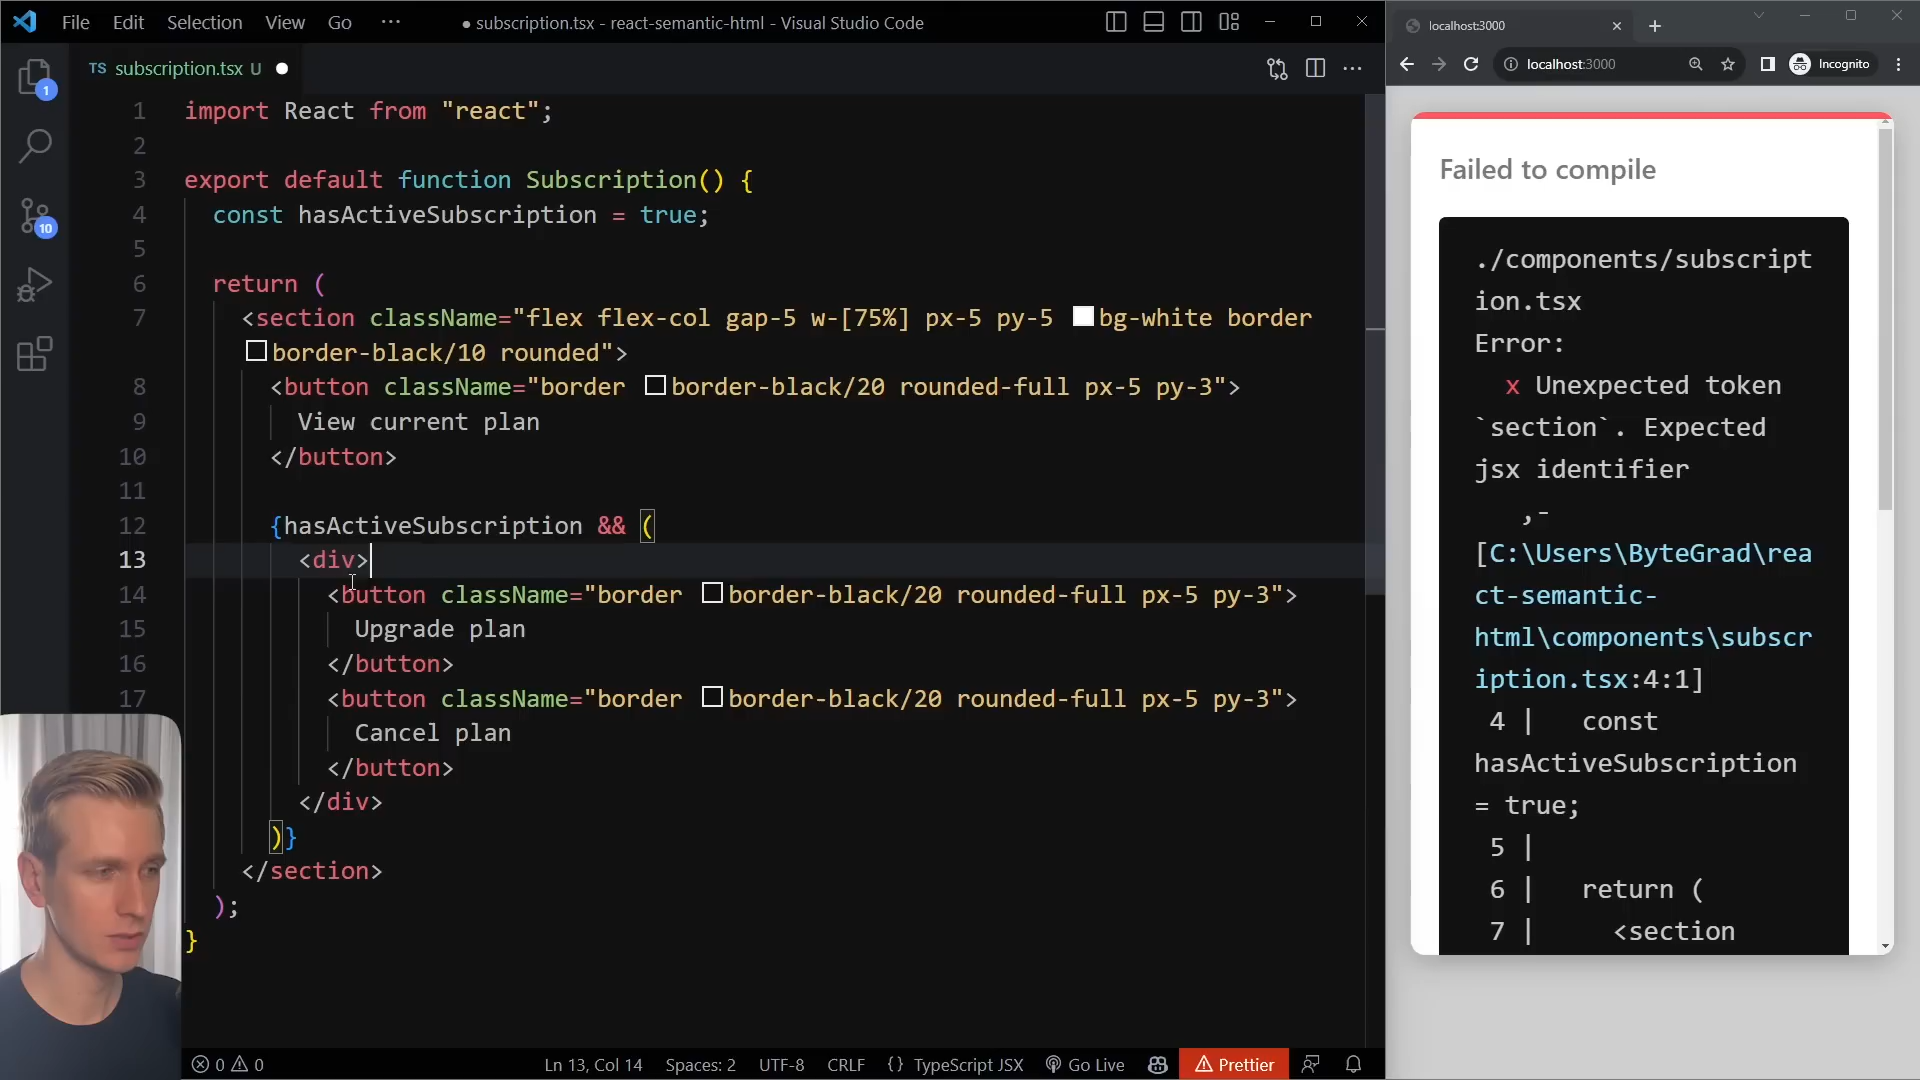 File Edit Selection View Go ···
● subscription.tsx - react-semantic-html - Visual Studio Code
TS subscription.tsx U ●
1 import React from "react";
2
3 export default function Subscription() {
4 const hasActiveSubscription = true;
5
6 return (
7 <section className="flex flex-col gap-5 w-[75%] px-5 py-5 bg-white border
border-black/10 rounded">
8 <button className="border border-black/20 rounded-full px-5 py-3">
9 View current plan
10 </button>
11
12 {hasActiveSubscription && (
13 <div>
14 <button className="border border-black/20 rounded-full px-5 py-3">
15 Upgrade plan
16 </button>
17 <button className="border border-black/20 rounded-full px-5 py-3">
Cancel plan
</button>
</div>
)}
</section>
);
}
1
10
0 0
Ln 13, Col 14
Spaces: 2
UTF-8
CRLF
{} TypeScript JSX
Go Live
Prettier
localhost:3000
localhost:3000
Incognito
Failed to compile
./components/subscript
ion.tsx
Error:
x Unexpected token
`section`. Expected
jsx identifier
,-
[C:\Users\ByteGrad\rea
ct-semantic-
html\components\subscr
iption.tsx:4:1]
4 | const
hasActiveSubscription
= true;
5 |
6 | return (
7 | <section